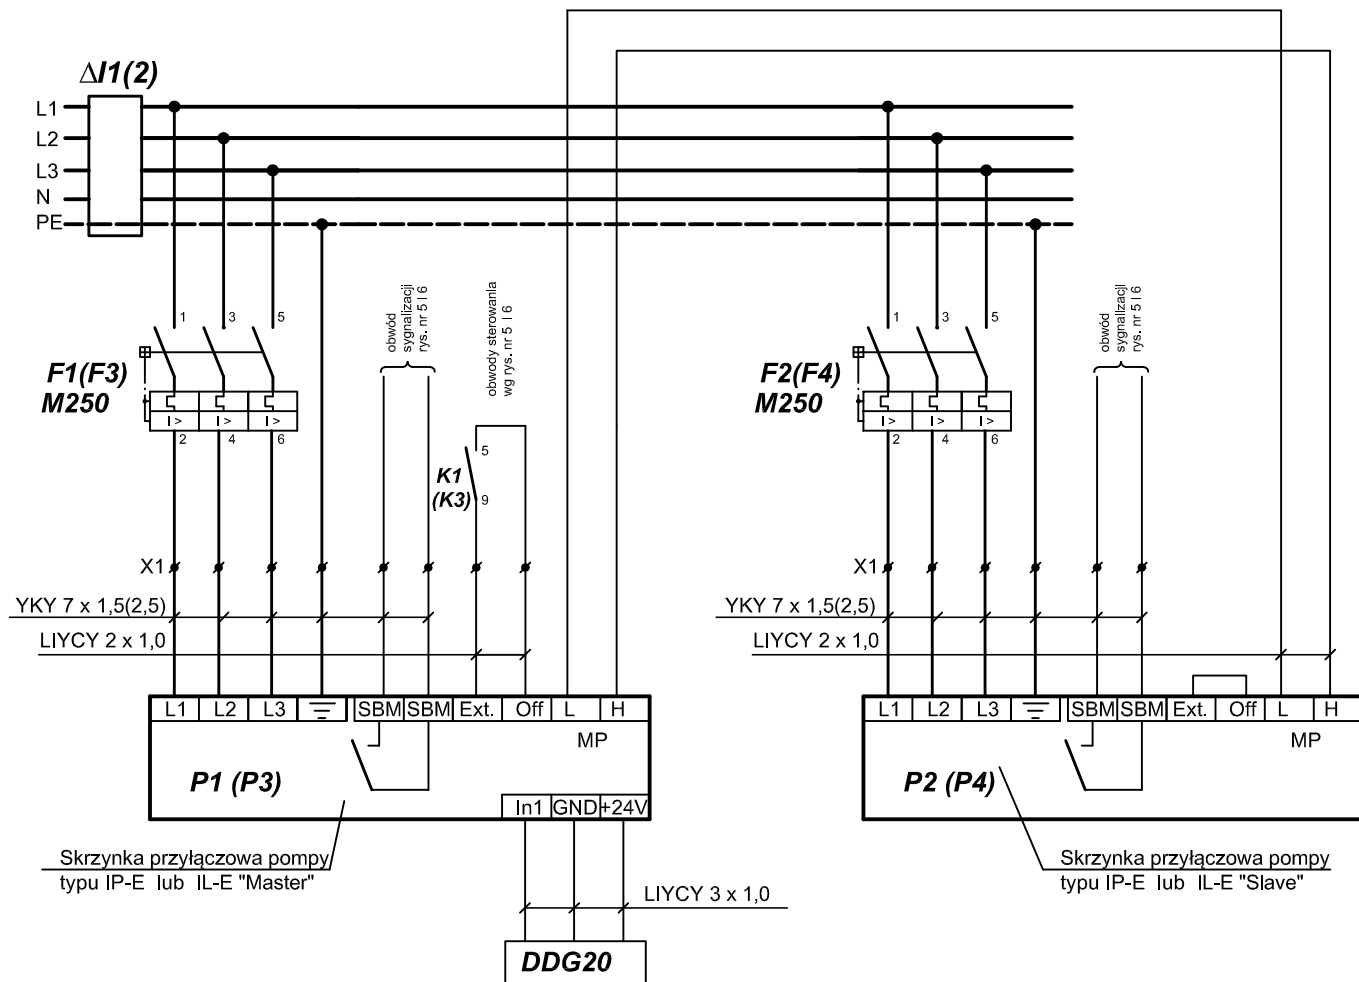 ΔI1(2)
L1
L2
L3
N
PE
1 3 5
F1(F3)
M250
I > I > I >
2 4 6
obwód
sygnalizacji
rys. nr 5 I 6
obwody sterowania
wg rys. nr 5 I 6
K1
(K3)
5
9
1 3 5
F2(F4)
M250
I > I > I >
2 4 6
obwód
sygnalizacjI
rys. nr 5 I 6
X1
X1
YKY 7 x 1,5(2,5)
LIYCY 2 x 1,0
YKY 7 x 1,5(2,5)
LIYCY 2 x 1,0
L1 L2 L3 SBM SBM Ext. Off L H
MP
P1 (P3)
In1 GND +24V
L1 L2 L3 SBM SBM Ext. Off L H
MP
P2 (P4)
Skrzynka przyłączowa pompy
typu IP-E lub IL-E "Master"
Skrzynka przyłączowa pompy
typu IP-E lub IL-E "Slave"
LIYCY 3 x 1,0
DDG20